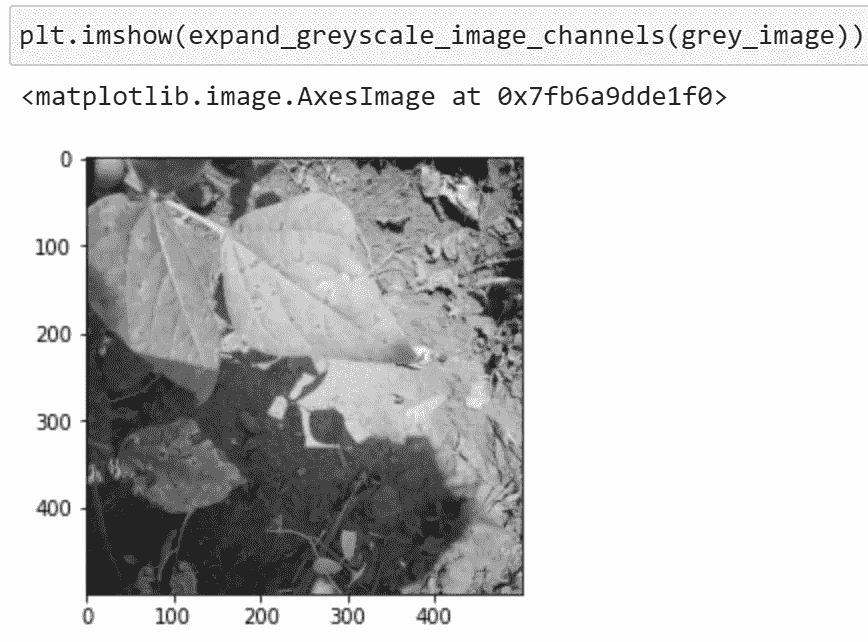 plt.imshow(expand_greyscale_image_channels(grey_image))
<matplotlib.image.AxesImage at 0x7fb6a9dde1f0>
0
100
200
300
400
0 100 200 300 400